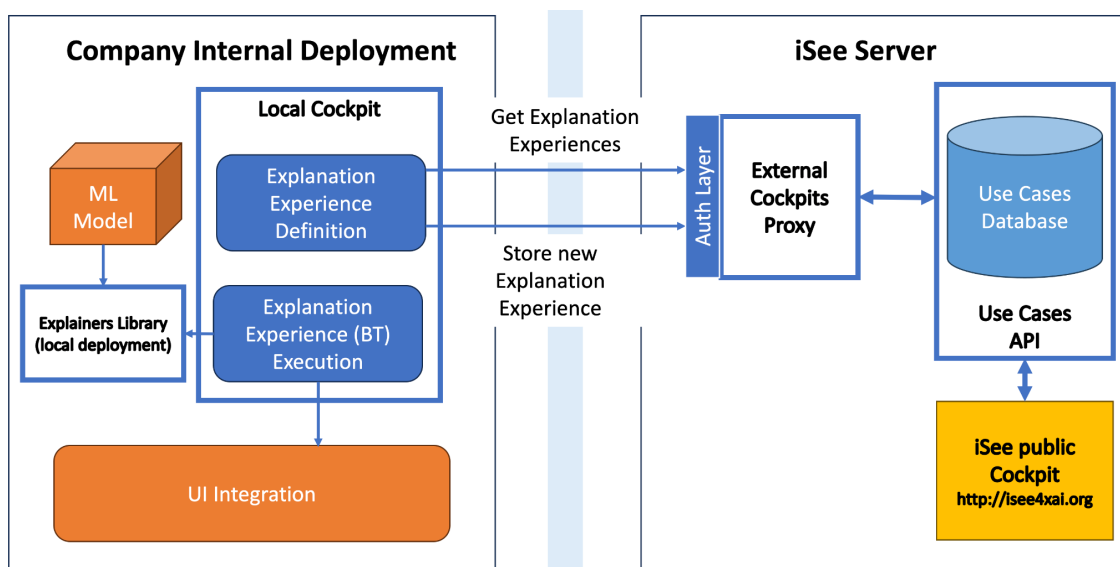 Company Internal Deployment
Local Cockpit
ML
Model
Explanation
Experience
Definition
Explainers Library
(local deployment)
Explanation
Experience (BT)
Execution
UI Integration
Get Explanation
Experiences
Store new
Explanation
Experience
iSee Server
Auth Layer
External
Cockpits
Proxy
Use Cases
Database
Use Cases
API
iSee public
Cockpit
http://isee4xai.org